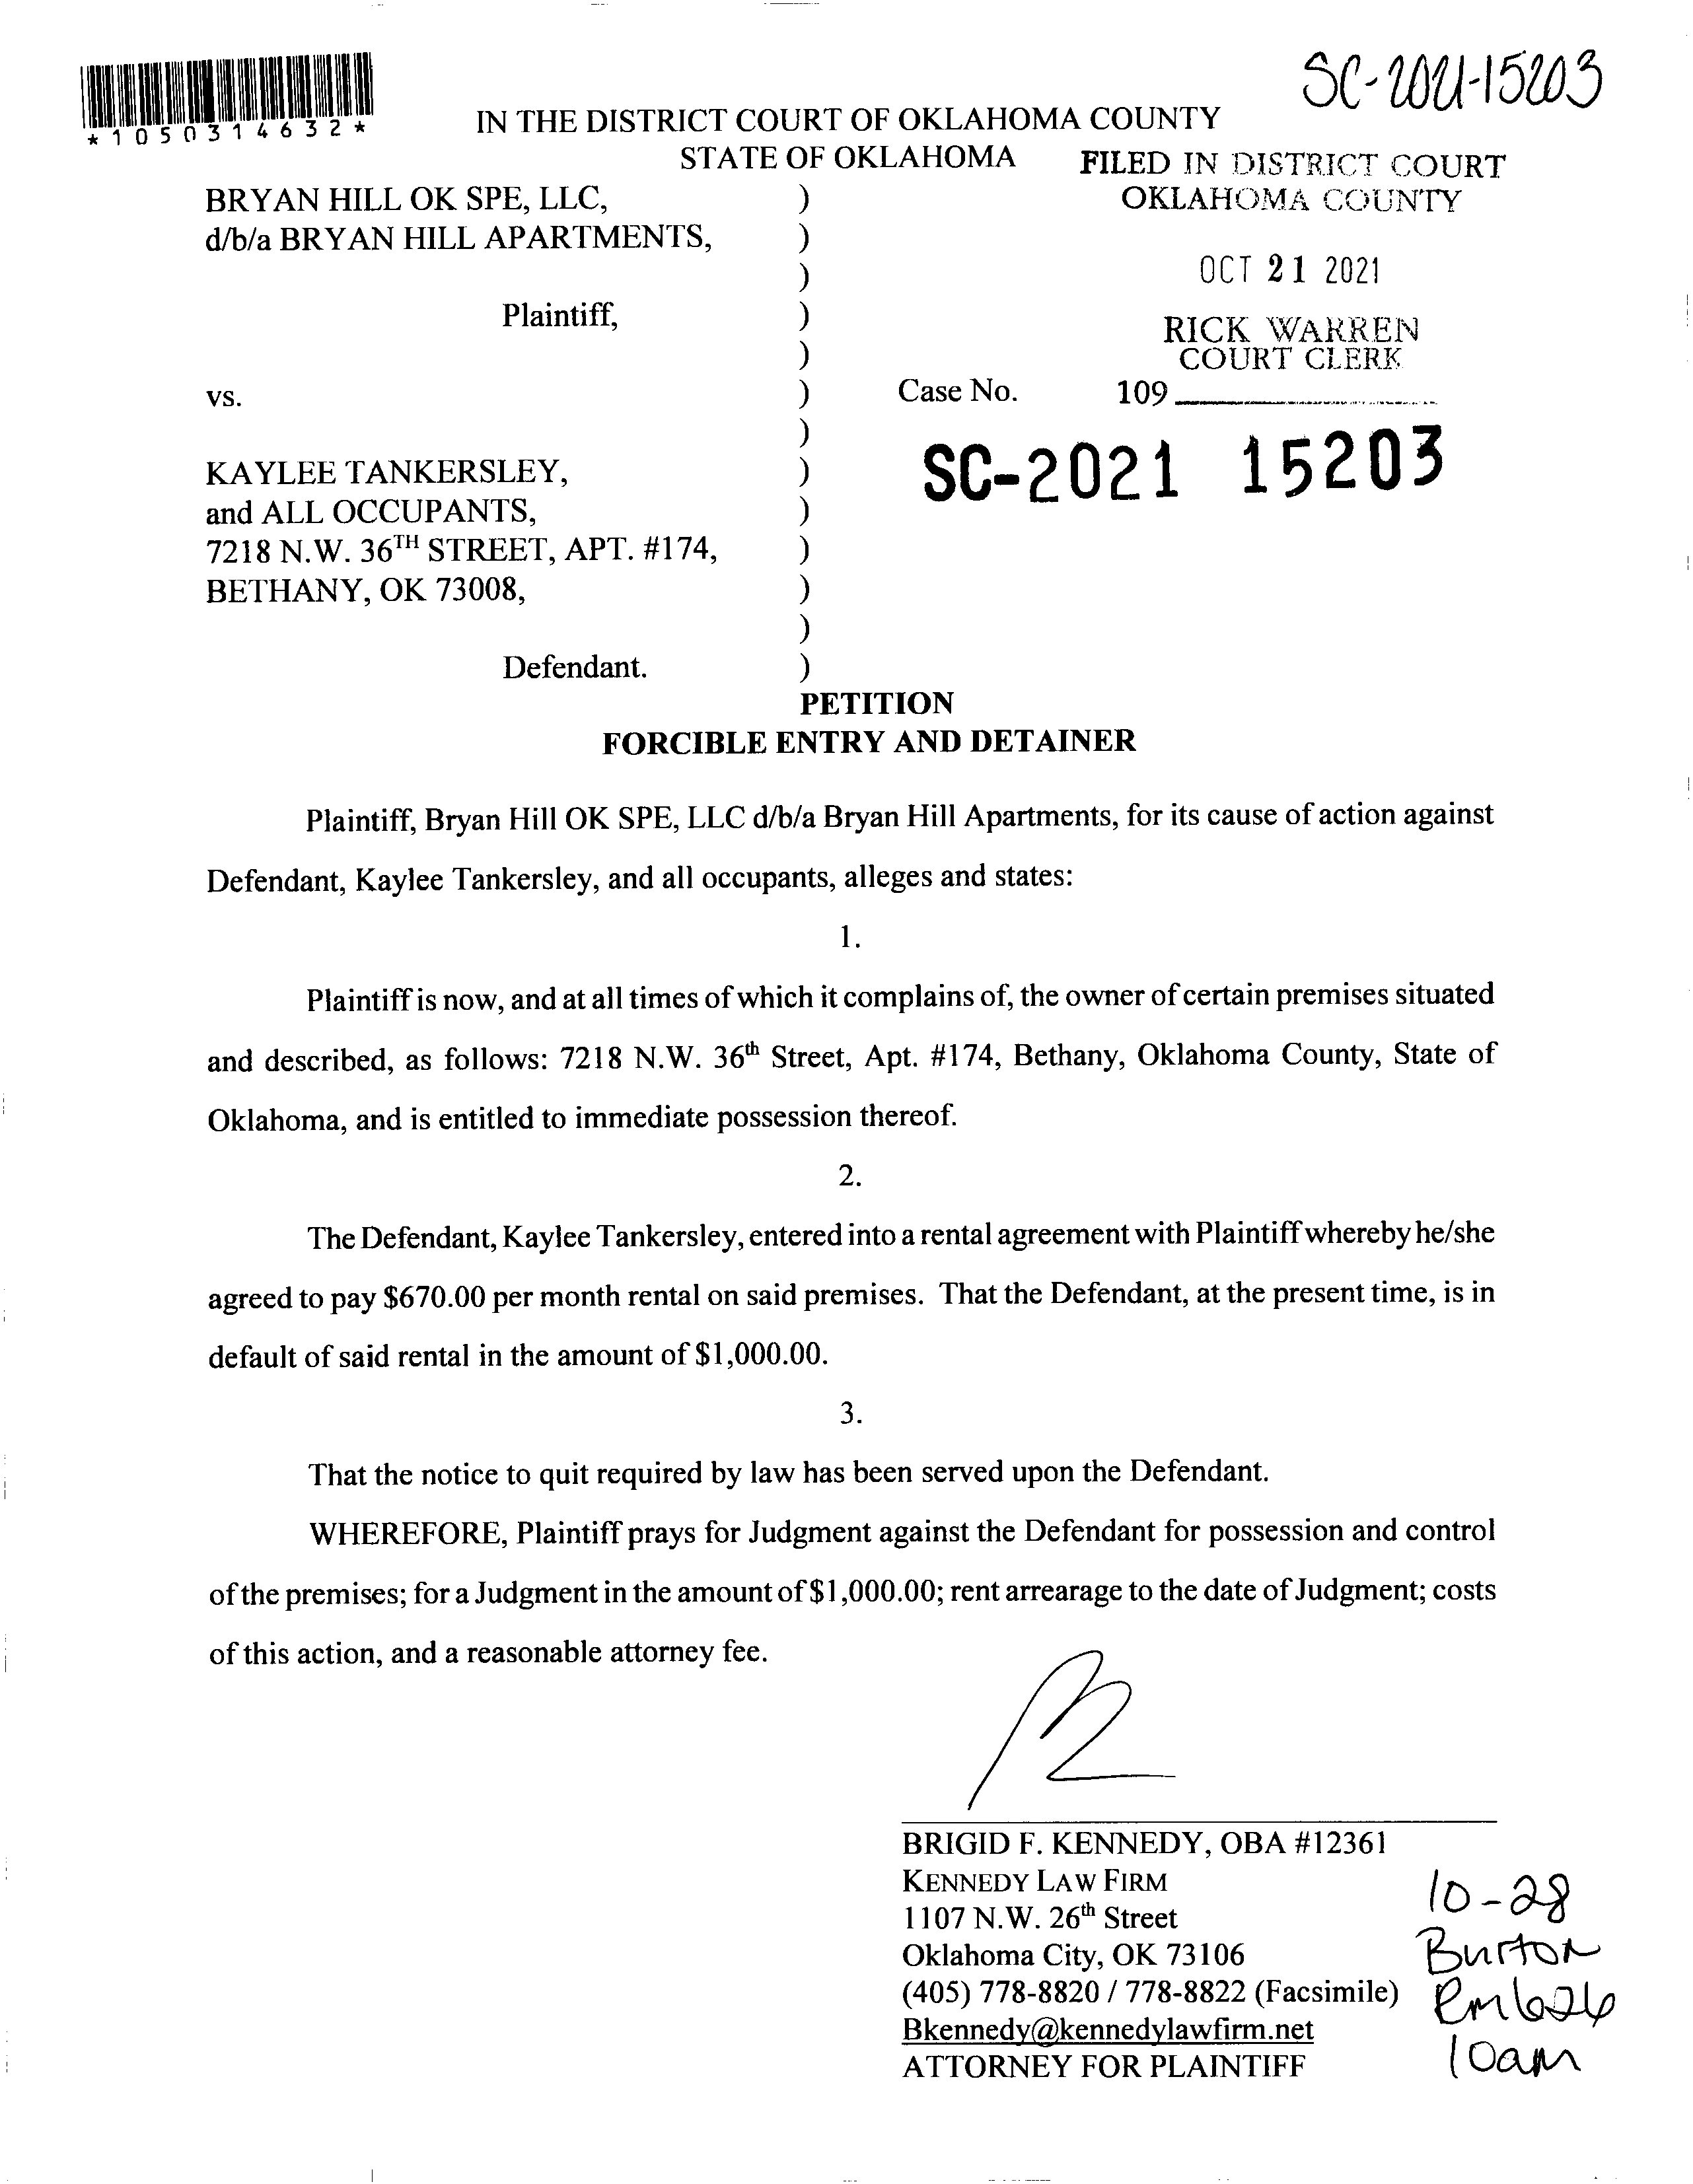 SC-2021-15203
*1050314632*
IN THE DISTRICT COURT OF OKLAHOMA COUNTY
STATE OF OKLAHOMA
FILED IN DISTRICT COURT
OKLAHOMA COUNTY
OCT 21 2021
RICK WARREN
COURT CLERK
109
BRYAN HILL OK SPE, LLC, )
d/b/a BRYAN HILL APARTMENTS, )
)
Plaintiff, )
)
vs. ) Case No.
)
SC-2021 15203
KAYLEE TANKERSLEY, )
and ALL OCCUPANTS, )
7218 N.W. 36TH STREET, APT. #174, )
BETHANY, OK 73008, )
)
Defendant. )
PETITION
FORCIBLE ENTRY AND DETAINER
Plaintiff, Bryan Hill OK SPE, LLC d/b/a Bryan Hill Apartments, for its cause of action against
Defendant, Kaylee Tankersley, and all occupants, alleges and states:
1.
Plaintiff is now, and at all times of which it complains of, the owner of certain premises situated
and described, as follows: 7218 N.W. 36th Street, Apt. #174, Bethany, Oklahoma County, State of
Oklahoma, and is entitled to immediate possession thereof.
2.
The Defendant, Kaylee Tankersley, entered into a rental agreement with Plaintiff whereby he/she
agreed to pay $670.00 per month rental on said premises. That the Defendant, at the present time, is in
default of said rental in the amount of $1,000.00.
3.
That the notice to quit required by law has been served upon the Defendant.
WHEREFORE, Plaintiff prays for Judgment against the Defendant for possession and control
of the premises; for a Judgment in the amount of $1,000.00; rent arrearage to the date of Judgment; costs
of this action, and a reasonable attorney fee.
BRIGID F. KENNEDY, OBA #12361
KENNEDY LAW FIRM
1107 N.W. 26th Street
Oklahoma City, OK 73106
(405) 778-8820 / 778-8822 (Facsimile)
Bkennedy@kennedylawfirm.net
ATTORNEY FOR PLAINTIFF
10-28
Burton
Rm 626
10am